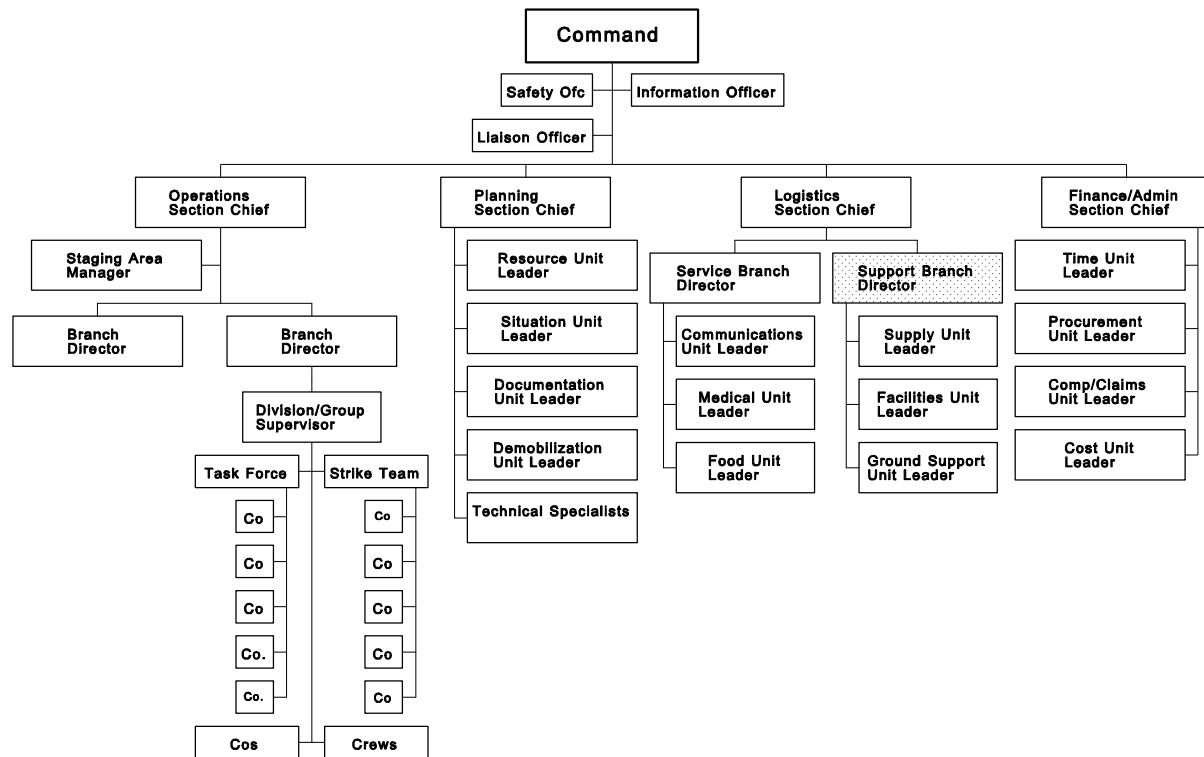 Command
Safety Ofc
Information Officer
Liaison Officer
Operations
Section Chief
Planning
Section Chief
Logistics
Section Chief
Finance/Admin
Section Chief
Staging Area
Manager
Branch
Director
Branch
Director
Division/Group
Supervisor
Task Force
Strike Team
Co
Co
Co
Co.
Co.
Co
Co
Co
Co
Co
Cos
Crews
Resource Unit
Leader
Situation Unit
Leader
Documentation
Unit Leader
Demobilization
Unit Leader
Technical Specialists
Service Branch
Director
Communications
Unit Leader
Medical Unit
Leader
Food Unit
Leader
Support Branch
Director
Supply Unit
Leader
Facilities Unit
Leader
Ground Support
Unit Leader
Time Unit
Leader
Procurement
Unit Leader
Comp/Claims
Unit Leader
Cost Unit
Leader